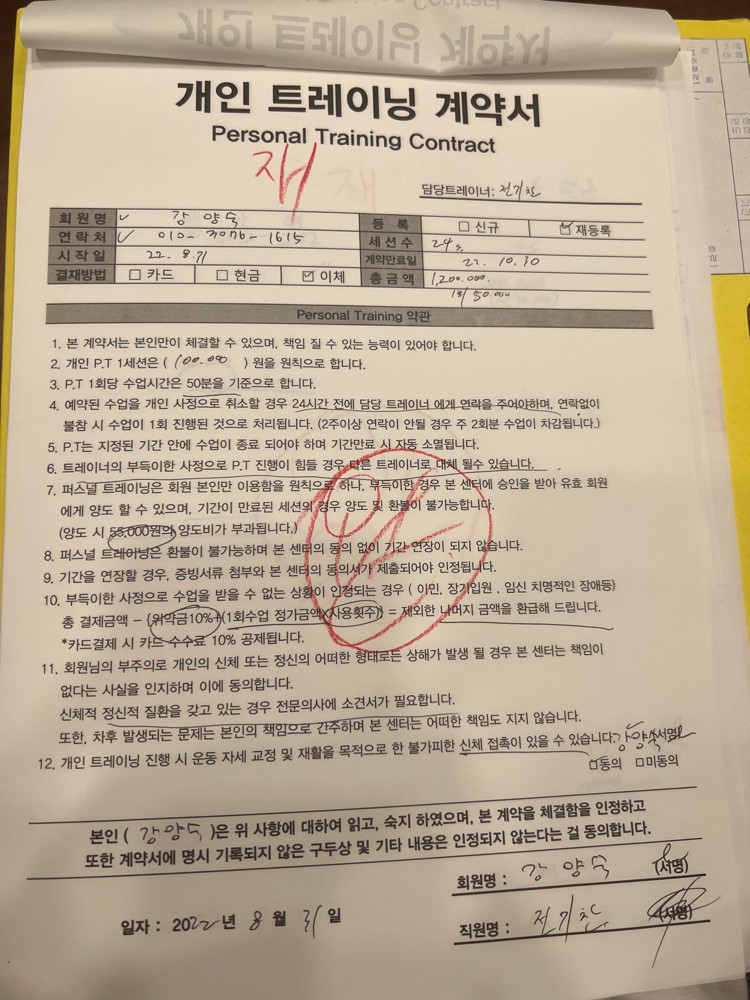 개인 트레이닝 계약서
Personal Training Contract
재
담당트레이너: 전기찬
회원명 강양숙 등록 □ 신규 ☑ 재등록
연락처 010-3076-1615 세션수 24s
시작일 22. 8. 31 계약만료일 22. 10. 30
결재방법 □ 카드 □ 현금 ☑ 이체 총금액 1,200,000.
50.000
Personal Training 약관
1. 본 계약서는 본인만이 체결할 수 있으며, 책임 질 수 있는 능력이 있어야 합니다.
2. 개인 P.T 1세션은 ( 100.000 ) 원을 원칙으로 합니다.
3. P.T 1회당 수업시간은 50분을 기준으로 합니다.
4. 예약된 수업을 개인 사정으로 취소할 경우 24시간 전에 담당 트레이너 에게 연락을 주어야하며, 연락없이
불참 시 수업이 1회 진행된 것으로 처리됩니다. (2주이상 연락이 안될 경우 주 2회분 수업이 차감됩니다.)
5. P.T는 지정된 기간 안에 수업이 종료 되어야 하며 기간만료 시 자동 소멸됩니다.
6. 트레이너의 부득이한 사정으로 P.T 진행이 힘들 경우 다른 트레이너로 대체 될수 있습니다.
7. 퍼스널 트레이닝은 회원 본인만 이용함을 원칙으로 하나, 부득이한 경우 본 센터에 승인을 받아 유효 회원
에게 양도 할 수 있으며, 기간이 만료된 세션의 경우 양도 및 환불이 불가능합니다.
(양도 시 55,000원의 양도비가 부과됩니다.)
8. 퍼스널 트레이닝은 환불이 불가능하며 본 센터의 동의 없이 기간 연장이 되지 않습니다.
9. 기간을 연장할 경우, 증빙서류 첨부와 본 센터의 동의서가 제출되어야 인정됩니다.
10. 부득이한 사정으로 수업을 받을 수 없는 상황이 인정되는 경우 ( 이민, 장기입원 , 임신 치명적인 장애등)
총 결제금액 – {위약금10%+(1회수업 정가금액X사용횟수)} = 제외한 나머지 금액을 환급해 드립니다.
*카드결제 시 카드 수수료 10% 공제됩니다.
11. 회원님의 부주의로 개인의 신체 또는 정신의 어떠한 형태로든 상해가 발생 될 경우 본 센터는 책임이
없다는 사실을 인지하며 이에 동의합니다.
신체적 정신적 질환을 갖고 있는 경우 전문의사에 소견서가 필요합니다.
또한, 차후 발생되는 문제는 본인의 책임으로 간주하며 본 센터는 어떠한 책임도 지지 않습니다.
12. 개인 트레이닝 진행 시 운동 자세 교정 및 재활을 목적으로 한 불가피한 신체 접촉이 있을 수 있습니다. 강양숙 서명
□동의 □미동의
본인 ( 강양숙 )은 위 사항에 대하여 읽고, 숙지 하였으며, 본 계약을 체결함을 인정하고
또한 계약서에 명시 기록되지 않은 구두상 및 기타 내용은 인정되지 않는다는 걸 동의합니다.
회원명 : 강양숙 (서명)
일자 : 2022년 8월 31일
직원명 : 전기찬 (서명)